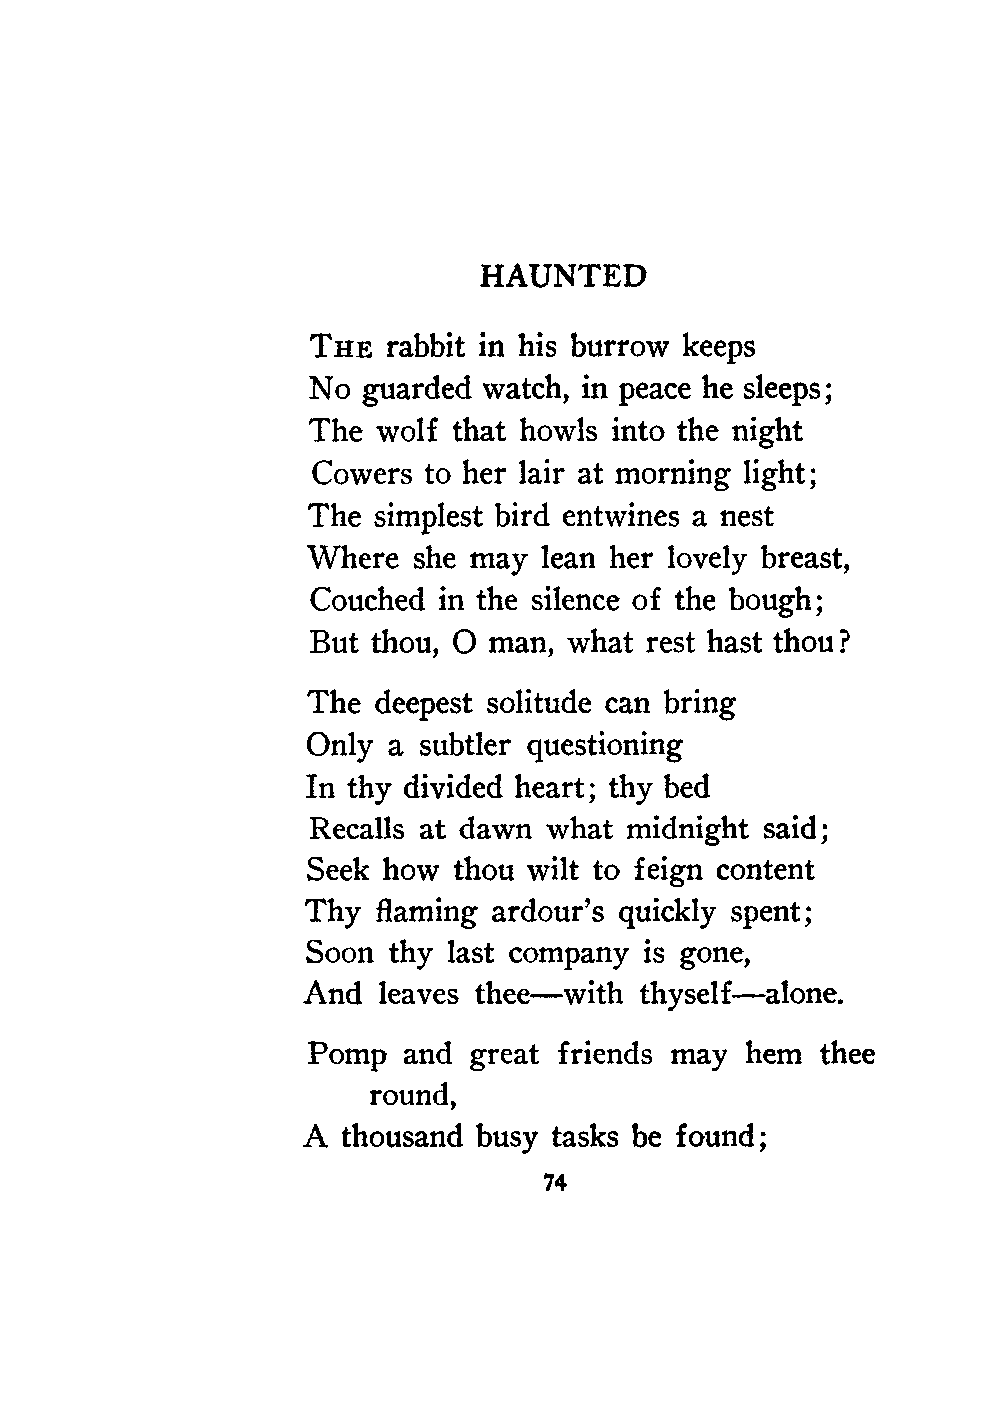 HAUNTED
THE rabbit in his burrow keeps
No guarded watch, in peace he sleeps;
The wolf that howls into the night
Cowers to her lair at morning light;
The simplest bird entwines a nest
Where she may lean her lovely breast,
Couched in the silence of the bough;
But thou, O man, what rest hast thou?
The deepest solitude can bring
Only a subtler questioning
In thy divided heart; thy bed
Recalls at dawn what midnight said;
Seek how thou wilt to feign content
Thy flaming ardour's quickly spent;
Soon thy last company is gone,
And leaves thee—with thyself—alone.
Pomp and great friends may hem thee
round,
A thousand busy tasks be found;
74